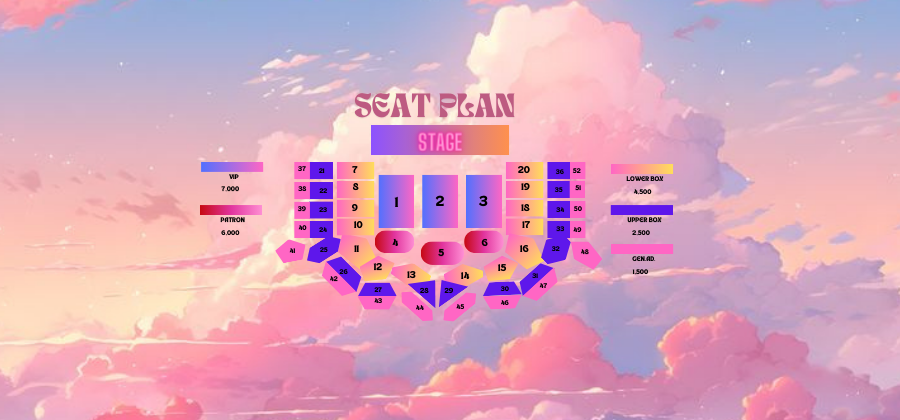 SEAT PLAN
STAGE
VIP
7.000
PATRON
6.000
LOWER BOX
4.500
UPPER BOX
2.500
GEN.AD.
1.500
37 21 7 20 36 52
38 22 8 19 35 51
39 23 9 1 2 3 18 34 50
40 24 10 17 33 49
41 25 11 4 5 6 16 32 48
42 26 12 13 14 15 31 47
43 27 28 29 30 46
44 45